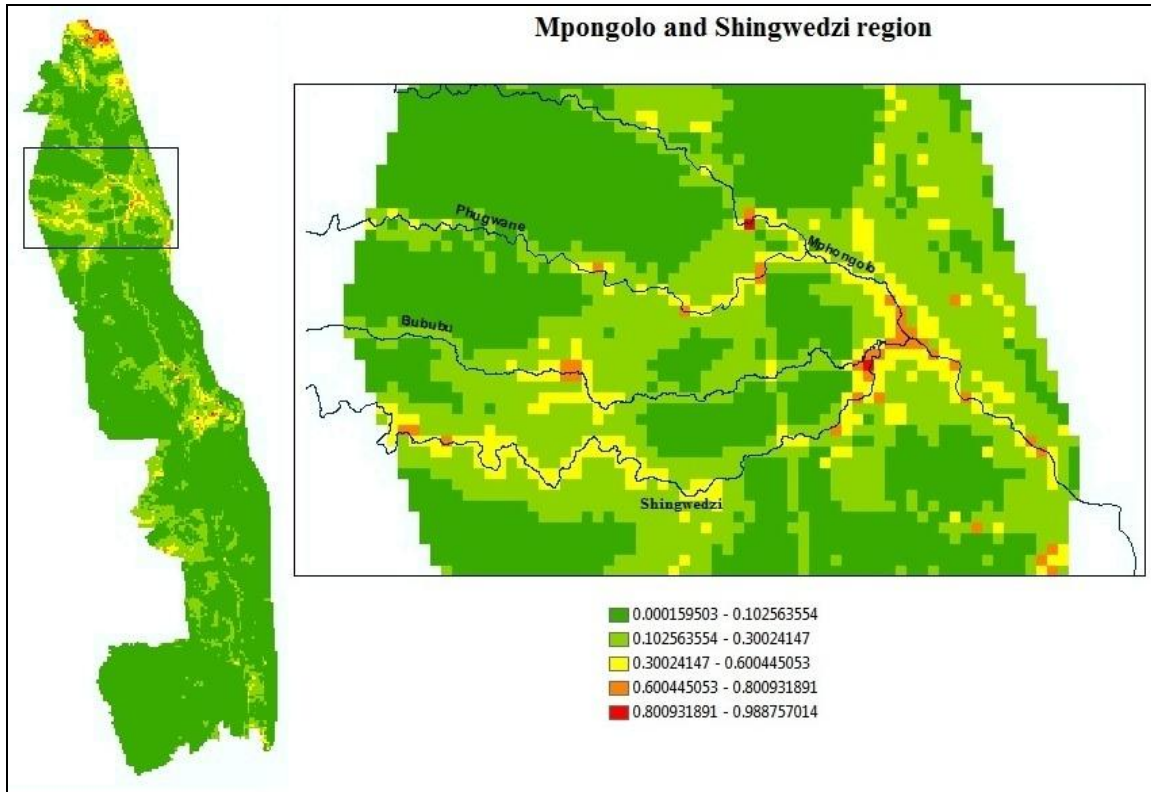 Mpongolo and Shingwedzi region
Phugwane
Mphongolo
Bububu
Shingwedzi
0.000159503 - 0.102563554
0.102563554 - 0.30024147
0.30024147 - 0.600445053
0.600445053 - 0.800931891
0.800931891 - 0.988757014